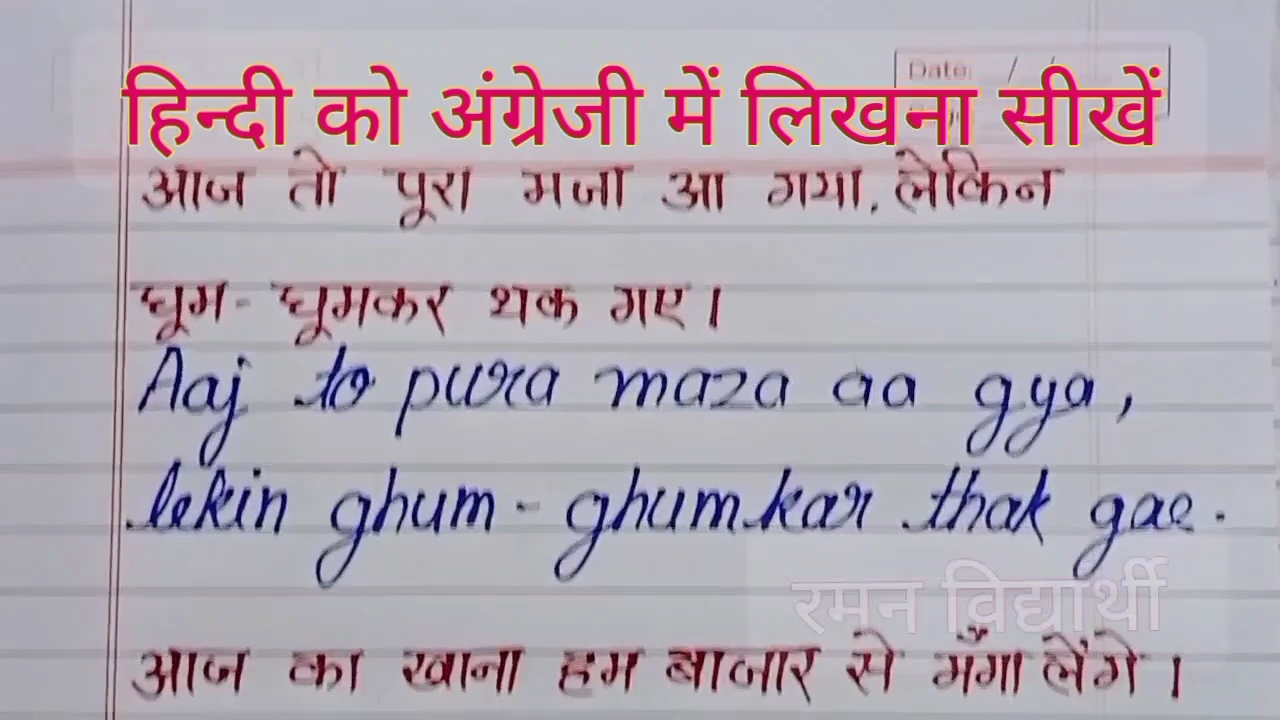 Date: / /
हिन्दी को अंग्रेजी में लिखना सीखें
आज तो पूरा मजा आ गया, लेकिन
घूम-घूमकर थक गए।
Aaj to pura maza aa gya,
lekin ghum-ghumkar thak gae.
रमन विद्यार्थी
आज का खाना हम बाजार से मँगा लेंगे।